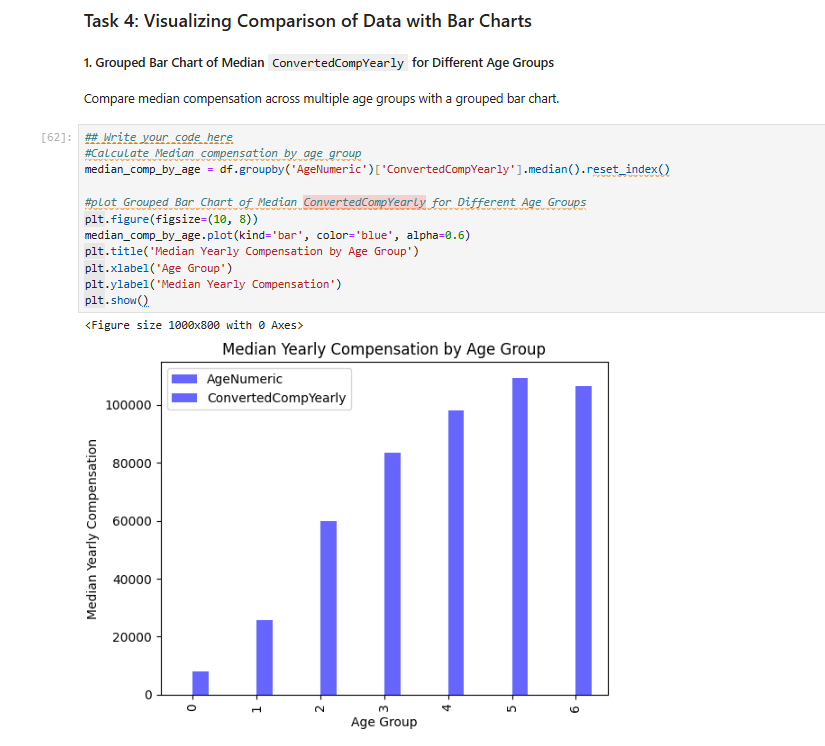 Task 4: Visualizing Comparison of Data with Bar Charts
1. Grouped Bar Chart of Median ConvertedCompYearly for Different Age Groups
Compare median compensation across multiple age groups with a grouped bar chart.
[62]: ## Write your code here
#Calculate Median compensation by age group
median_comp_by_age = df.groupby('AgeNumeric')['ConvertedCompYearly'].median().reset_index()
#plot Grouped Bar Chart of Median ConvertedCompYearly for Different Age Groups
plt.figure(figsize=(10, 8))
median_comp_by_age.plot(kind='bar', color='blue', alpha=0.6)
plt.title('Median Yearly Compensation by Age Group')
plt.xlabel('Age Group')
plt.ylabel('Median Yearly Compensation')
plt.show()
<Figure size 1000x800 with 0 Axes>
Median Yearly Compensation by Age Group
AgeNumeric
ConvertedCompYearly
100000
80000
60000
40000
20000
0
Median Yearly Compensation
0 1 2 3 4 5 6
Age Group